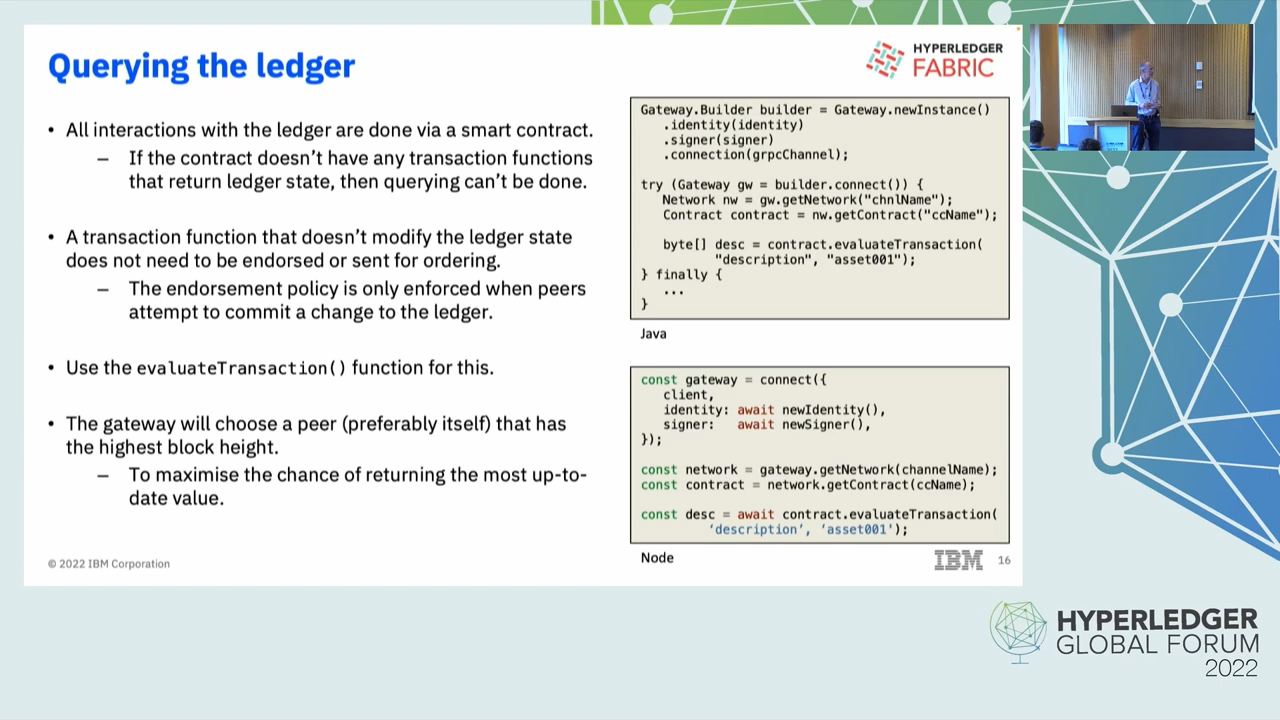 Querying the ledger
HYPERLEDGER
FABRIC
• All interactions with the ledger are done via a smart contract.
– If the contract doesn't have any transaction functions
that return ledger state, then querying can't be done.
• A transaction function that doesn't modify the ledger state
does not need to be endorsed or sent for ordering.
– The endorsement policy is only enforced when peers
attempt to commit a change to the ledger.
• Use the evaluateTransaction() function for this.
• The gateway will choose a peer (preferably itself) that has
the highest block height.
– To maximise the chance of returning the most up-to-
date value.
Gateway.Builder builder = Gateway.newInstance()
.identity(identity)
.signer(signer)
.connection(grpcChannel);
try (Gateway gw = builder.connect()) {
Network nw = gw.getNetwork("chnlName");
Contract contract = nw.getContract("ccName");
byte[] desc = contract.evaluateTransaction(
"description", "asset001");
} finally {
...
}
Java
const gateway = connect({
client,
identity: await newIdentity(),
signer: await newSigner(),
});
const network = gateway.getNetwork(channelName);
const contract = network.getContract(ccName);
const desc = await contract.evaluateTransaction(
‘description’, ‘asset001');
Node
© 2022 IBM Corporation
IBM
16
HYPERLEDGER
GLOBAL FORUM
2022